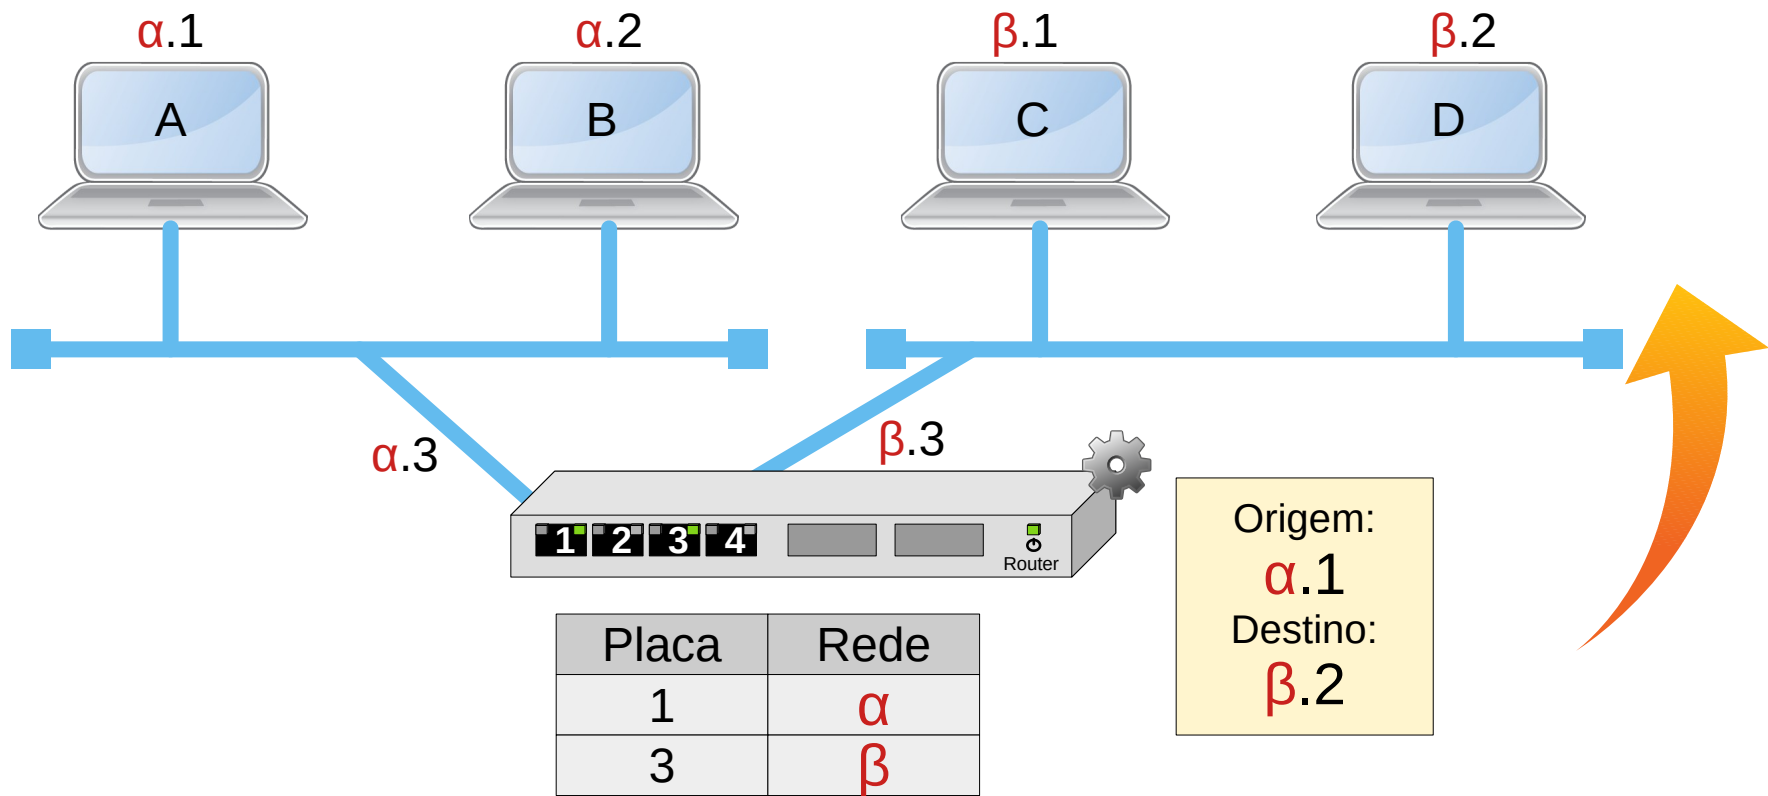 α.1
α.2
β.1
β.2
A
B
C
D
α.3
β.3
1 2 3 4
Router
Origem:
α.1
Destino:
β.2
Placa Rede
1 α
3 β